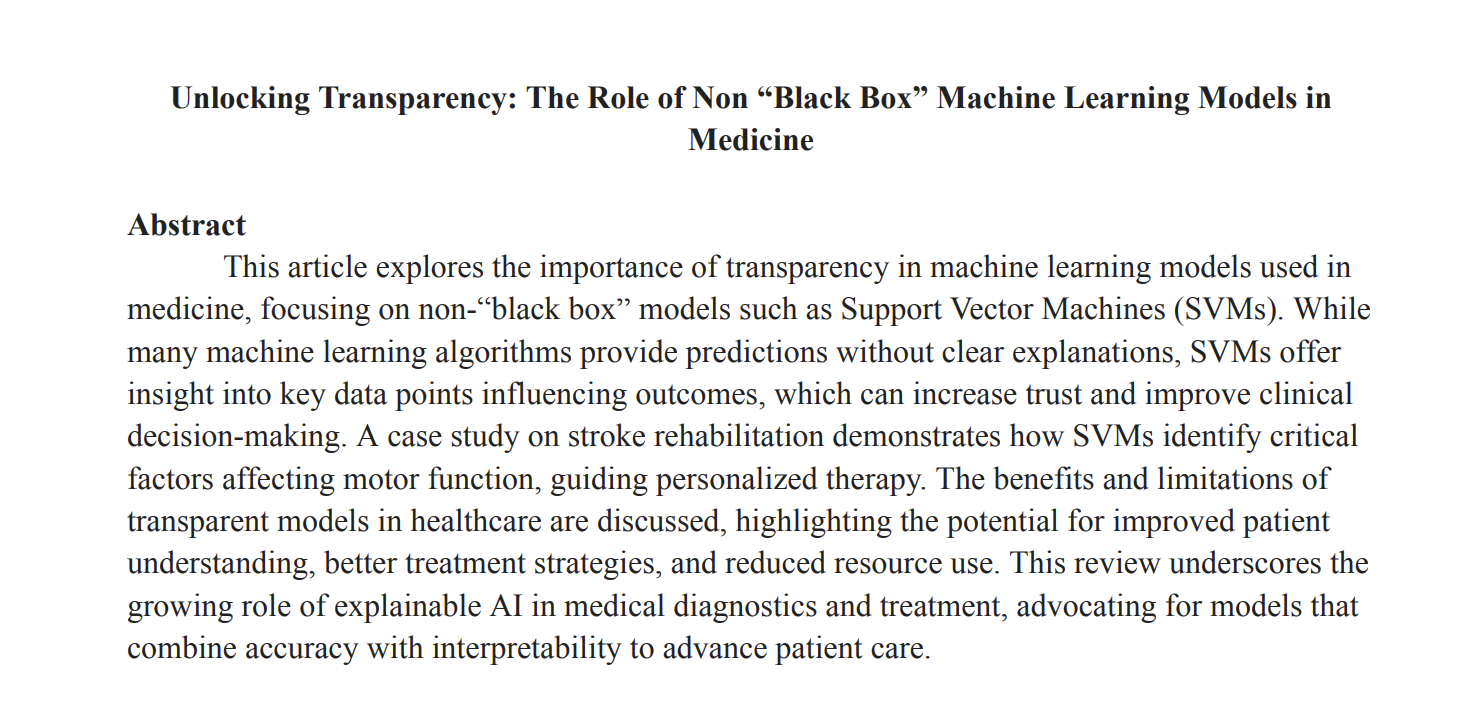 Unlocking Transparency: The Role of Non “Black Box” Machine Learning Models in
Medicine
Abstract
This article explores the importance of transparency in machine learning models used in
medicine, focusing on non-“black box” models such as Support Vector Machines (SVMs). While
many machine learning algorithms provide predictions without clear explanations, SVMs offer
insight into key data points influencing outcomes, which can increase trust and improve clinical
decision-making. A case study on stroke rehabilitation demonstrates how SVMs identify critical
factors affecting motor function, guiding personalized therapy. The benefits and limitations of
transparent models in healthcare are discussed, highlighting the potential for improved patient
understanding, better treatment strategies, and reduced resource use. This review underscores the
growing role of explainable AI in medical diagnostics and treatment, advocating for models that
combine accuracy with interpretability to advance patient care.